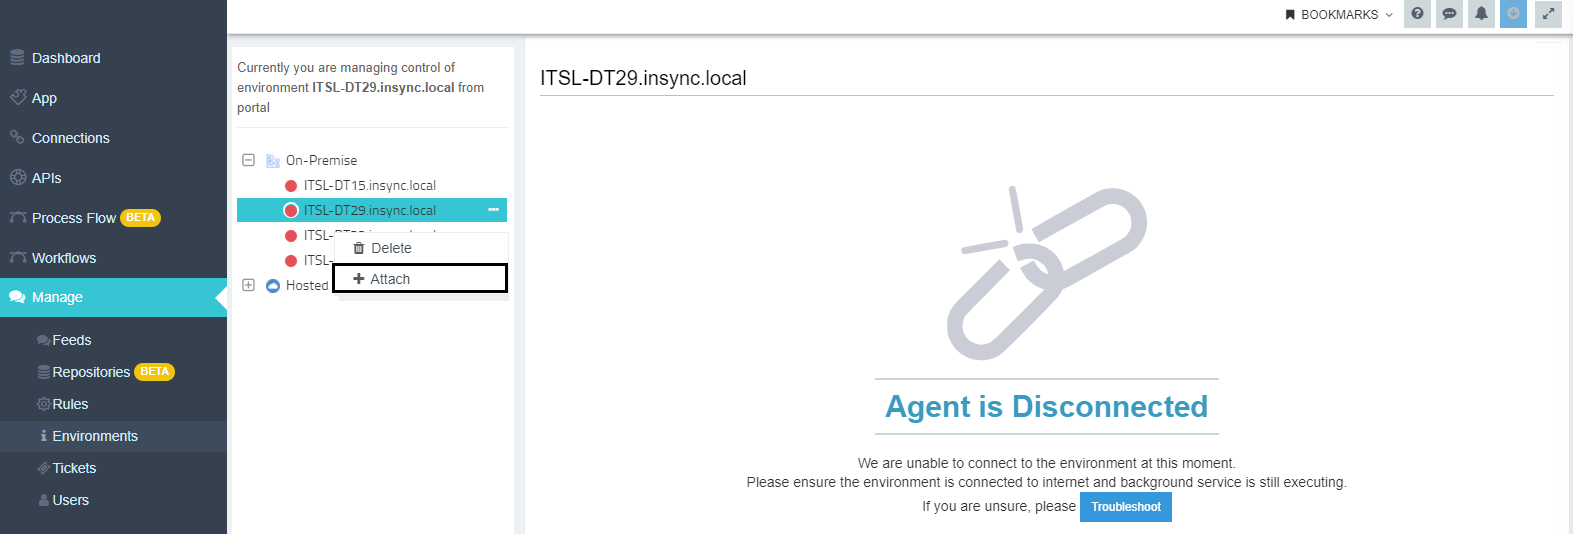 BOOKMARKS
Dashboard
App
Connections
APIs
Process Flow BETA
Workflows
Manage
Feeds
Repositories BETA
Rules
Environments
Tickets
Users
Currently you are managing control of
environment ITSL-DT29.insync.local from
portal
On-Premise
ITSL-DT15.insync.local
ITSL-DT29.insync.local
ITSL-
Delete
Attach
Hosted
ITSL-DT29.insync.local
Agent is Disconnected
We are unable to connect to the environment at this moment.
Please ensure the environment is connected to internet and background service is still executing.
If you are unsure, please Troubleshoot